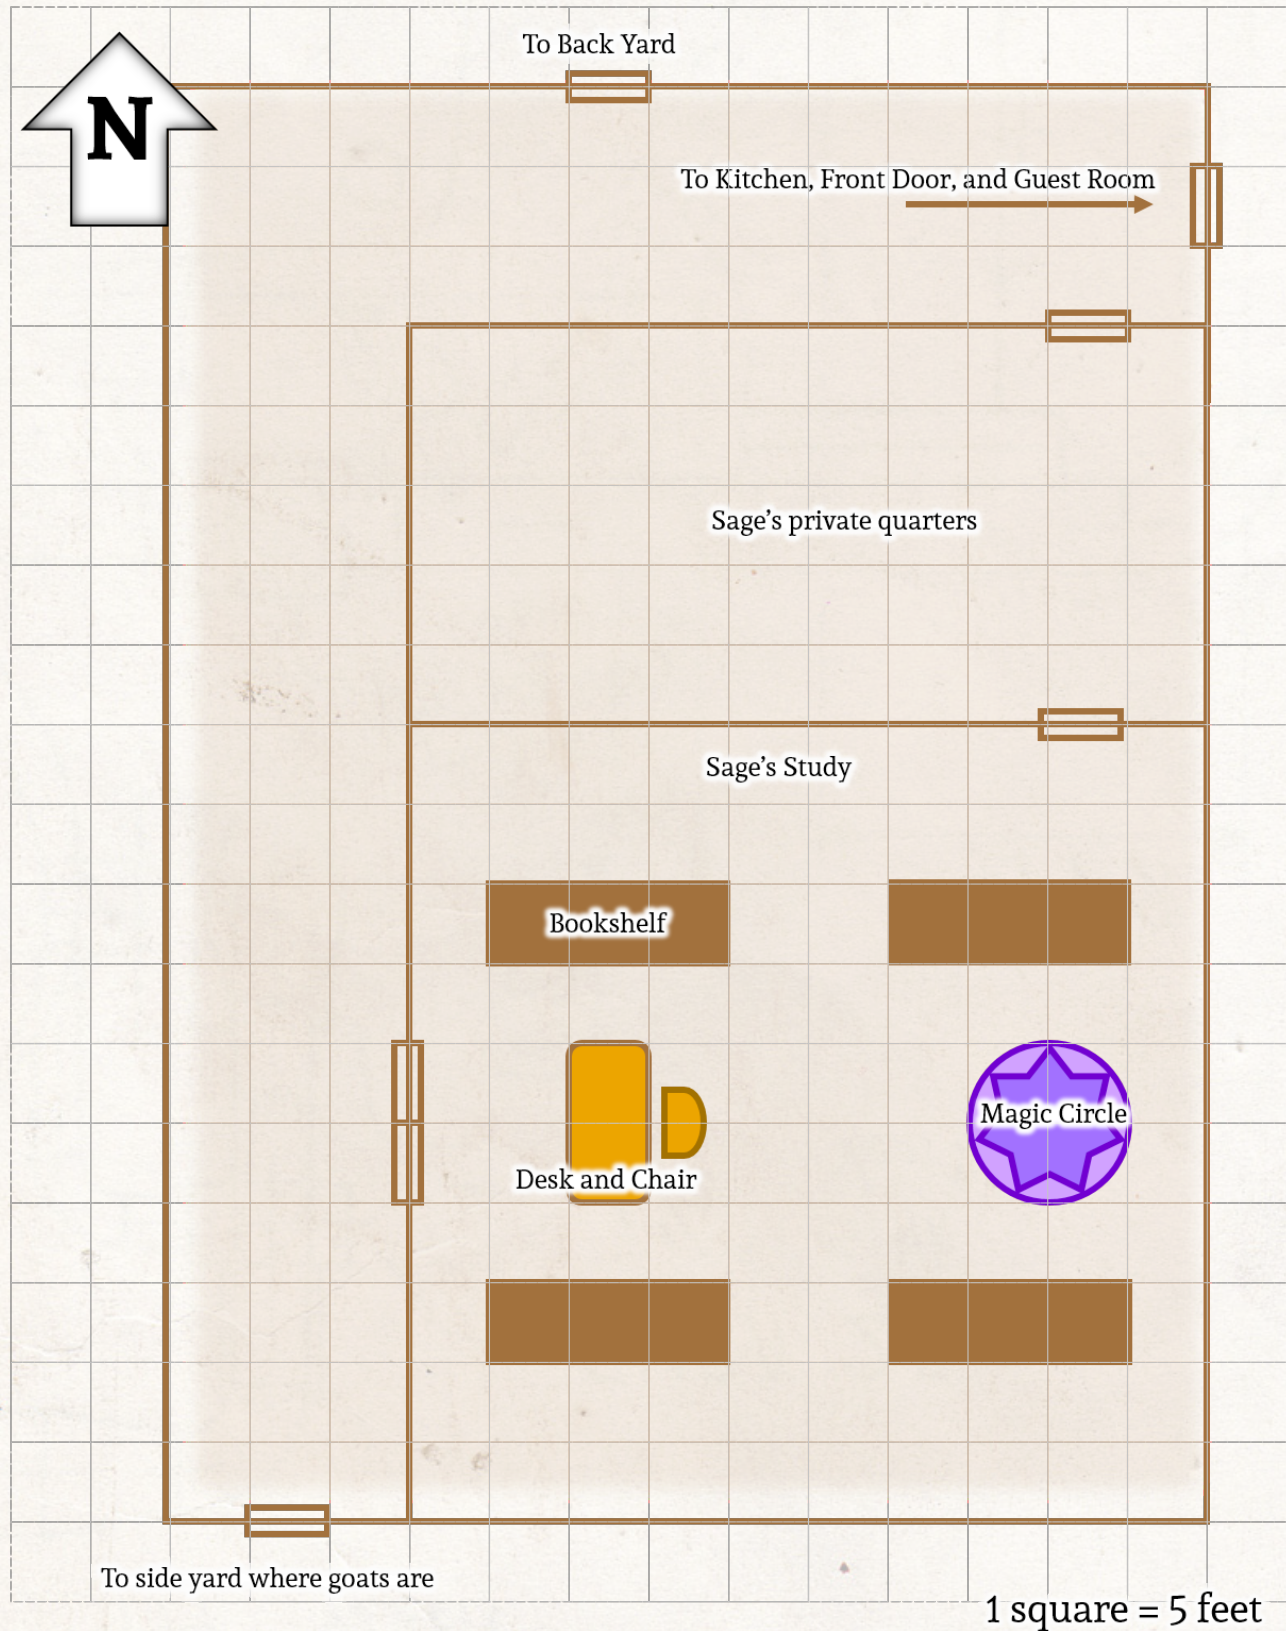 To Back Yard
N
To Kitchen, Front Door, and Guest Room
Sage’s private quarters
Sage’s Study
Bookshelf
Magic Circle
Desk and Chair
To side yard where goats are
1 square = 5 feet